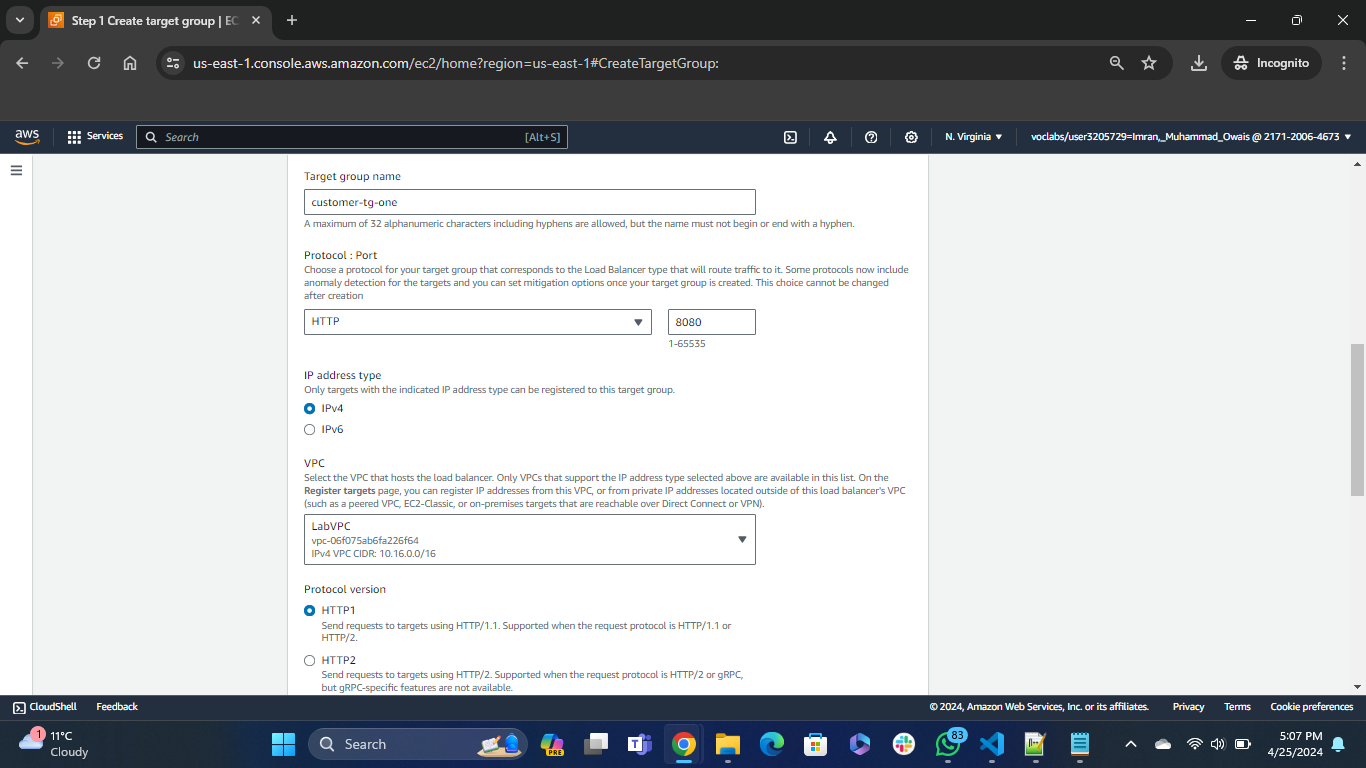 Step 1 Create target group | EC
us-east-1.console.aws.amazon.com/ec2/home?region=us-east-1#CreateTargetGroup:
Incognito
aws
Services
Search
[Alt+S]
N. Virginia
voclabs/user3205729=Imran,_Muhammad_Owais @ 2171-2006-4673
Target group name
customer-tg-one
A maximum of 32 alphanumeric characters including hyphens are allowed, but the name must not begin or end with a hyphen.
Protocol : Port
Choose a protocol for your target group that corresponds to the Load Balancer type that will route traffic to it. Some protocols now include
anomaly detection for the targets and you can set mitigation options once your target group is created. This choice cannot be changed
after creation
HTTP
8080
1-65535
IP address type
Only targets with the indicated IP address type can be registered to this target group.
IPv4
IPv6
VPC
Select the VPC that hosts the load balancer. Only VPCs that support the IP address type selected above are available in this list. On the
Register targets page, you can register IP addresses from this VPC, or from private IP addresses located outside of this load balancer's VPC
(such as a peered VPC, EC2-Classic, or on-premises targets that are reachable over Direct Connect or VPN).
LabVPC
vpc-06f075ab6fa226f64
IPv4 VPC CIDR: 10.16.0.0/16
Protocol version
HTTP1
Send requests to targets using HTTP/1.1. Supported when the request protocol is HTTP/1.1 or
HTTP/2.
HTTP2
Send requests to targets using HTTP/2. Supported when the request protocol is HTTP/2 or gRPC,
but gRPC-specific features are not available.
CloudShell
Feedback
© 2024, Amazon Web Services, Inc. or its affiliates.
Privacy
Terms
Cookie preferences
1
11°C
Cloudy
Search
PRE
83
5:07 PM
4/25/2024